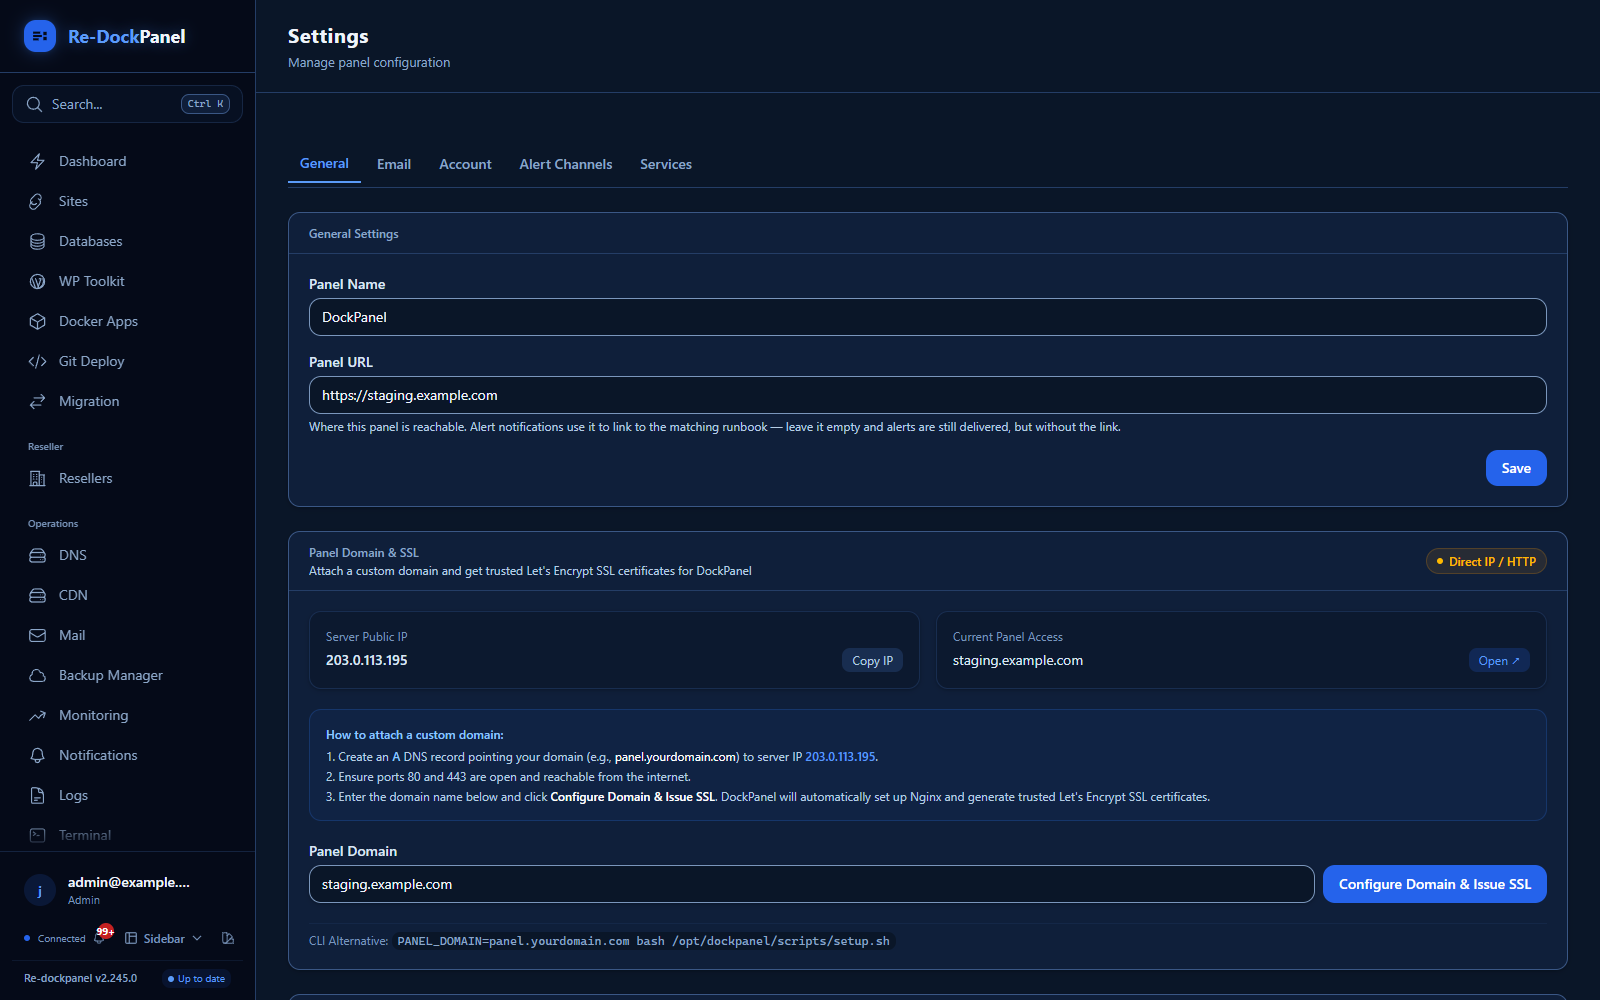 Re-DockPanel
Search...
Ctrl K
Dashboard
Sites
Databases
WP Toolkit
Docker Apps
Git Deploy
Migration
Reseller
Resellers
Operations
DNS
CDN
Mail
Backup Manager
Monitoring
Notifications
Logs
Terminal
j
admin@example....
Admin
Connected
99+
Sidebar
Re-dockpanel v2.245.0
Up to date
Settings
Manage panel configuration
General
Email
Account
Alert Channels
Services
General Settings
Panel Name
DockPanel
Panel URL
https://staging.example.com
Where this panel is reachable. Alert notifications use it to link to the matching runbook — leave it empty and alerts are still delivered, but without the link.
Save
Panel Domain & SSL
Attach a custom domain and get trusted Let's Encrypt SSL certificates for DockPanel
Direct IP / HTTP
Server Public IP
203.0.113.195
Copy IP
Current Panel Access
staging.example.com
Open ↗
How to attach a custom domain:
1. Create an A DNS record pointing your domain (e.g., panel.yourdomain.com) to server IP 203.0.113.195.
2. Ensure ports 80 and 443 are open and reachable from the internet.
3. Enter the domain name below and click Configure Domain & Issue SSL. DockPanel will automatically set up Nginx and generate trusted Let's Encrypt SSL certificates.
Panel Domain
staging.example.com
Configure Domain & Issue SSL
CLI Alternative: PANEL_DOMAIN=panel.yourdomain.com bash /opt/dockpanel/scripts/setup.sh